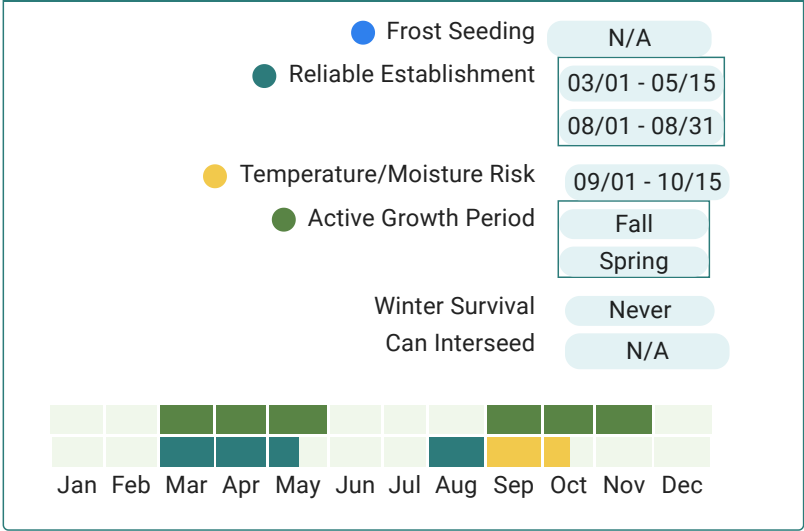 Frost Seeding N/A
Reliable Establishment 03/01 - 05/15
08/01 - 08/31
Temperature/Moisture Risk 09/01 - 10/15
Active Growth Period Fall
Spring
Winter Survival Never
Can Interseed N/A
Jan Feb Mar Apr May Jun Jul Aug Sep Oct Nov Dec